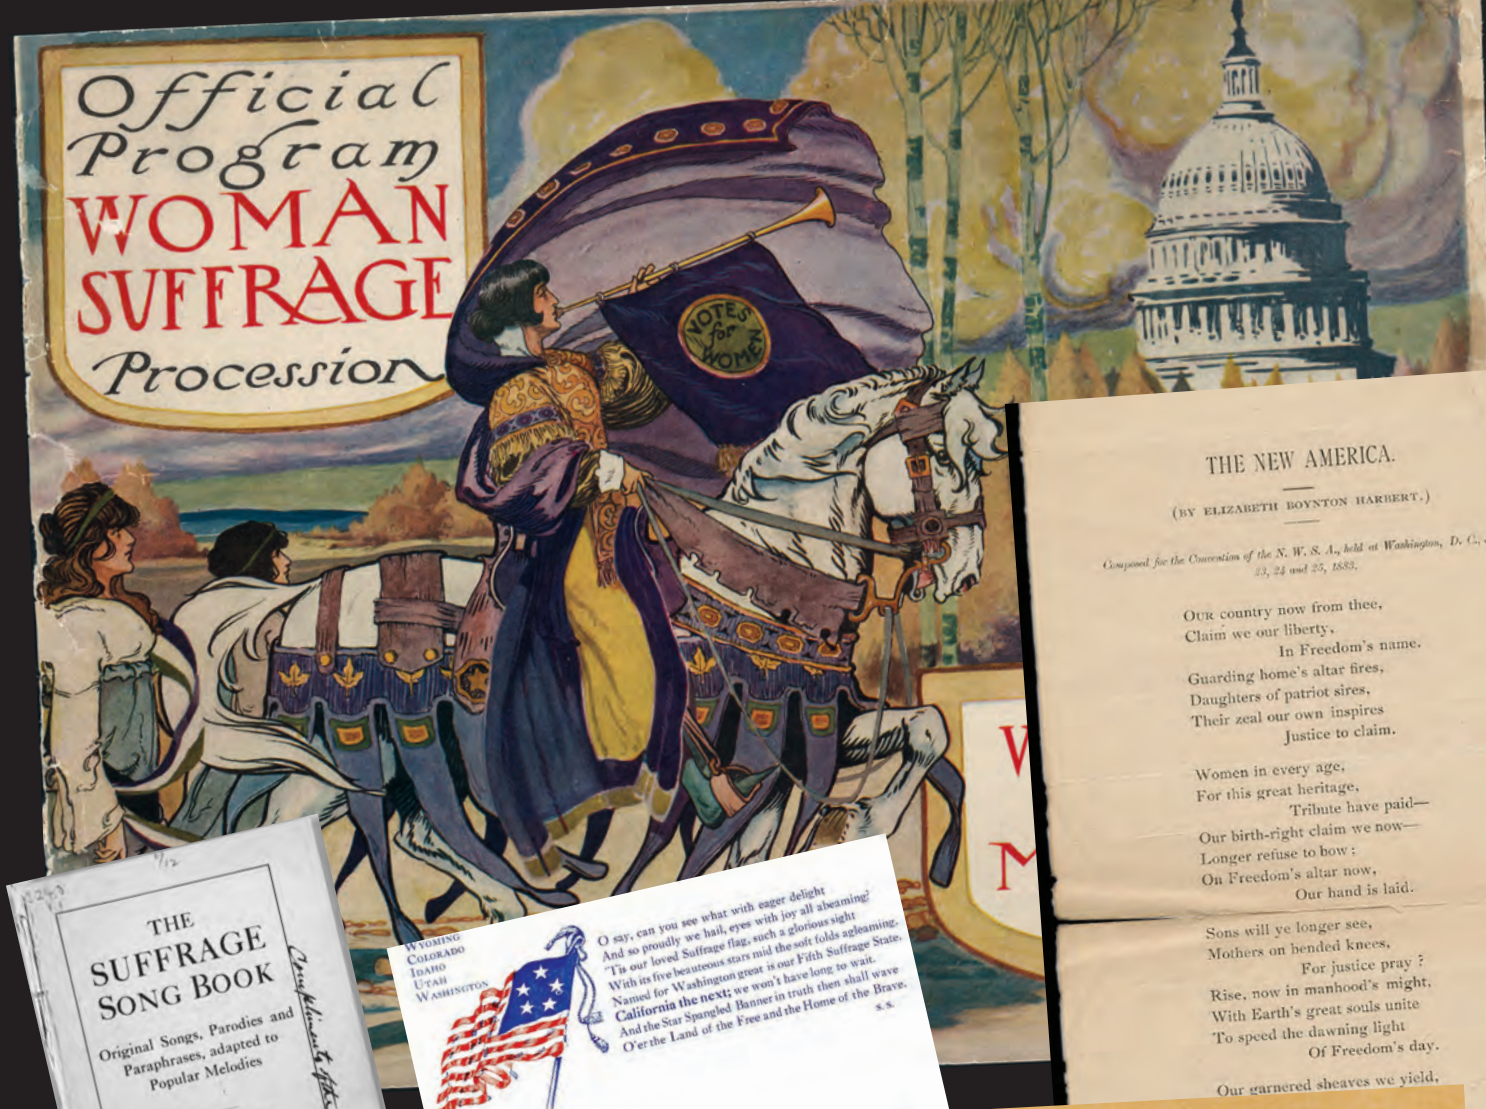 Official
Program
WOMAN
SUFFRAGE
Procession
VOTES
for
WOMEN
W
M
THE NEW AMERICA.
(BY ELIZABETH BOYNTON HARBERT.)
Composed for the Convention of the N. W. S. A., held at Washington, D. C.,
23, 24 and 25, 1883.
OUR country now from thee,
Claim we our liberty,
In Freedom's name.
Guarding home's altar fires,
Daughters of patriot sires,
Their zeal our own inspires
Justice to claim.
Women in every age,
For this great heritage,
Tribute have paid—
Our birth-right claim we now—
Longer refuse to bow;
On Freedom's altar now,
Our hand is laid.
Sons will ye longer see,
Mothers on bended knees,
For justice pray?
Rise, now in manhood's might,
With Earth's great souls unite
To speed the dawning light
Of Freedom's day.
Our garnered sheaves we yield,
1/12
THE
SUFFRAGE
SONG BOOK
Original Songs, Parodies and
Paraphrases, adapted to
Popular Melodies
Compliments of the
WYOMING
COLORADO
IDAHO
UTAH
WASHINGTON
O say, can you see what with eager delight
And so proudly we hail, eyes with joy all abeaming?
'Tis our loved Suffrage flag, such a glorious sight
With its five beauteous stars mid the soft folds agleaming,
Named for Washington great is our Fifth Suffrage State.
California the next; we won't have long to wait.
And the Star Spangled Banner in truth then shall wave
O'er the Land of the Free and the Home of the Brave.
S.S.